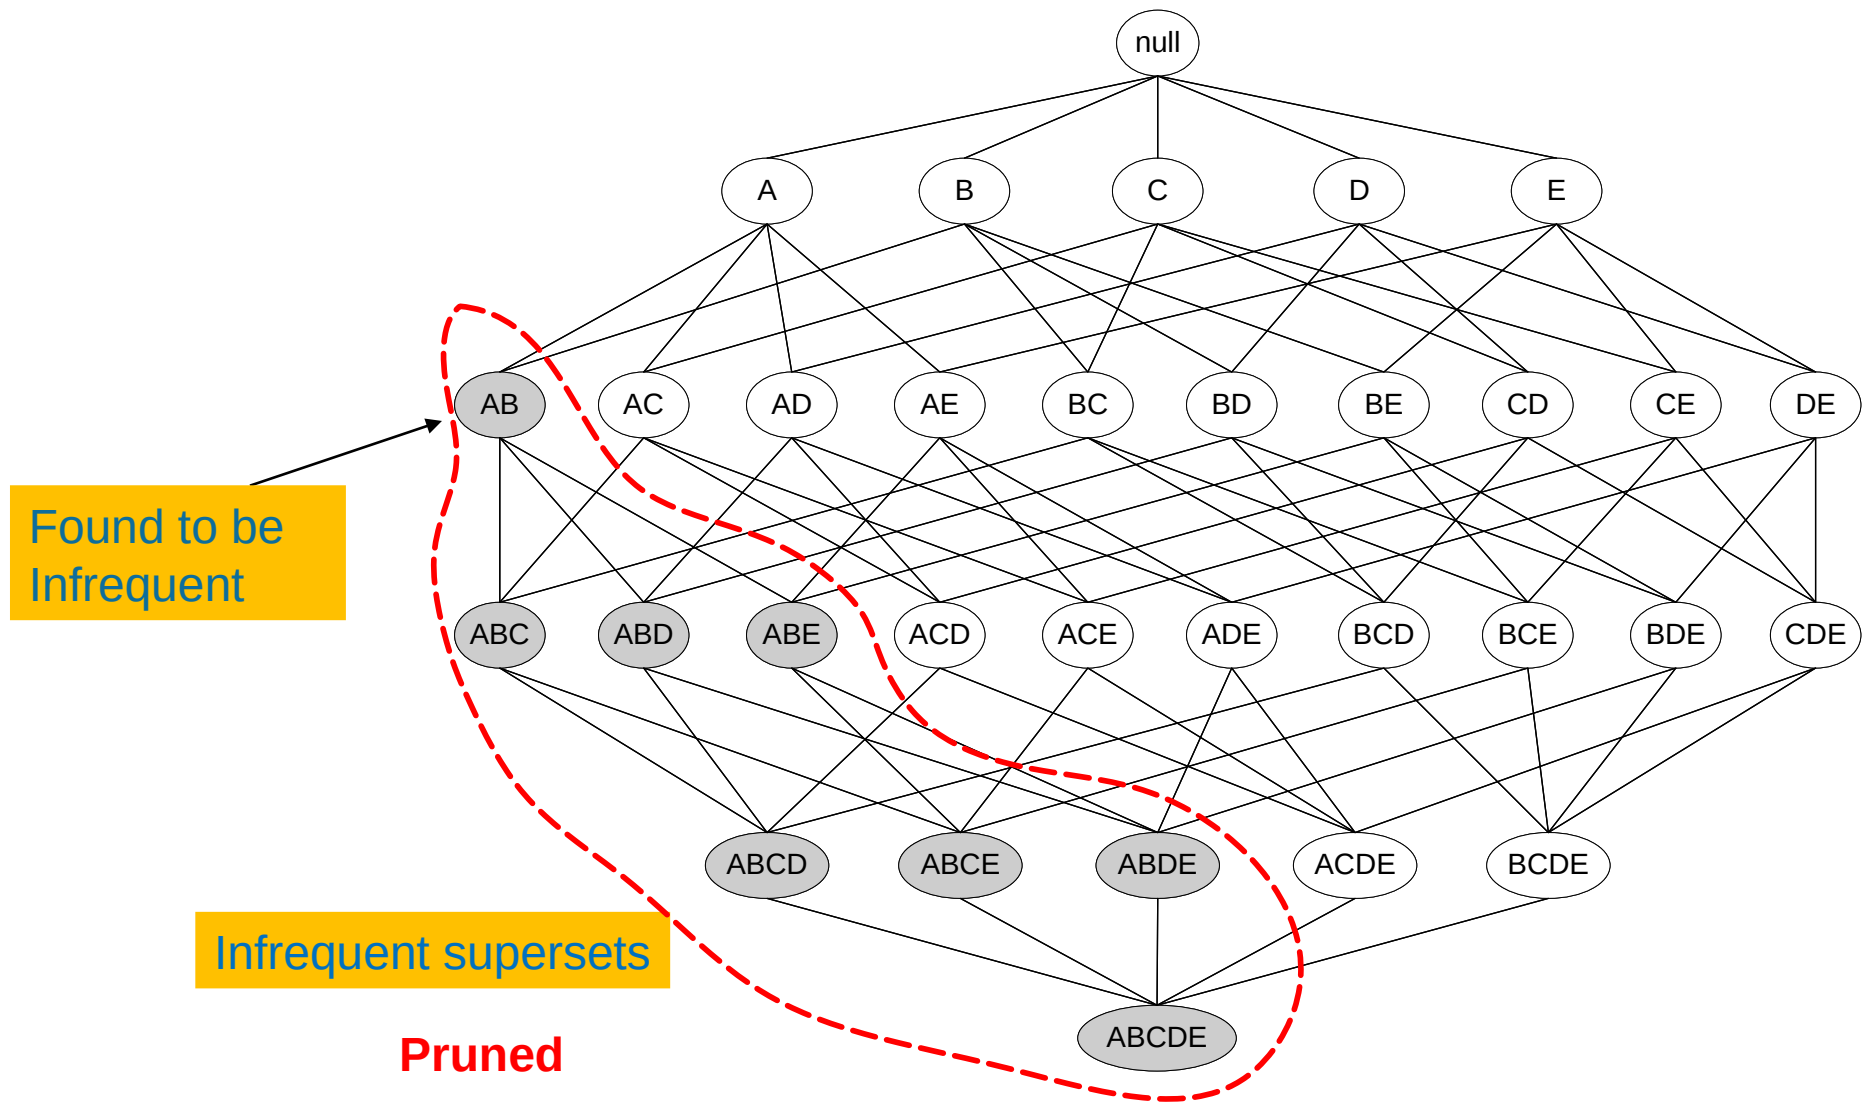 null
A B C D E
AB AC AD AE BC BD BE CD CE DE
Found to be
Infrequent
ABC ABD ABE ACD ACE ADE BCD BCE BDE CDE
ABCD ABCE ABDE ACDE BCDE
Infrequent supersets
ABCDE
Pruned